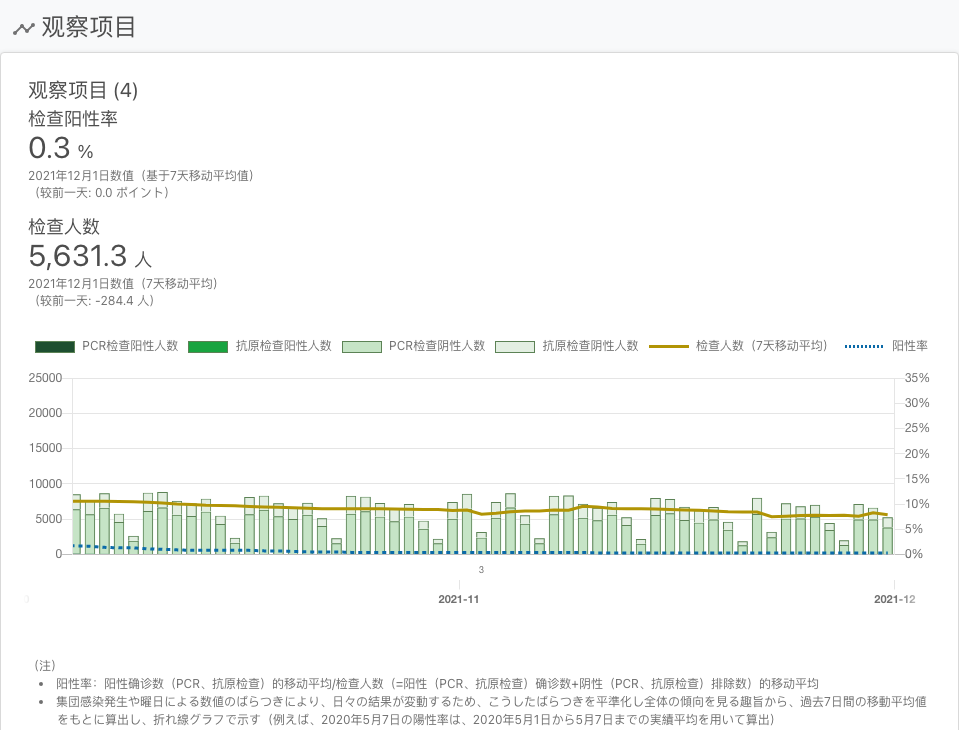 观察项目
观察项目 (4)
检查阳性率
0.3 %
2021年12月1日数值（基于7天移动平均值）
（较前一天: 0.0 ポイント）
检查人数
5,631.3 人
2021年12月1日数值（7天移动平均）
（较前一天: -284.4 人）
PCR检查阳性人数 抗原检查阳性人数 PCR检查阴性人数 抗原检查阴性人数 检查人数（7天移动平均） 阳性率
25000 35%
30%
20000
25%
15000 20%
15%
10000
10%
5000
5%
0 0%
3
2021-11 2021-12
（注）
• 阳性率：阳性确诊数（PCR、抗原检查）的移动平均/检查人数（=阳性（PCR、抗原检查）确诊数+阴性（PCR、抗原检查）排除数）的移动平均
• 集団感染発生や曜日による数値のばらつきにより、日々の結果が変動するため、こうしたばらつきを平準化し全体の傾向を見る趣旨から、過去7日間の移動平均値
をもとに算出し、折れ線グラフで示す（例えば、2020年5月7日の陽性率は、2020年5月1日から5月7日までの実績平均を用いて算出）